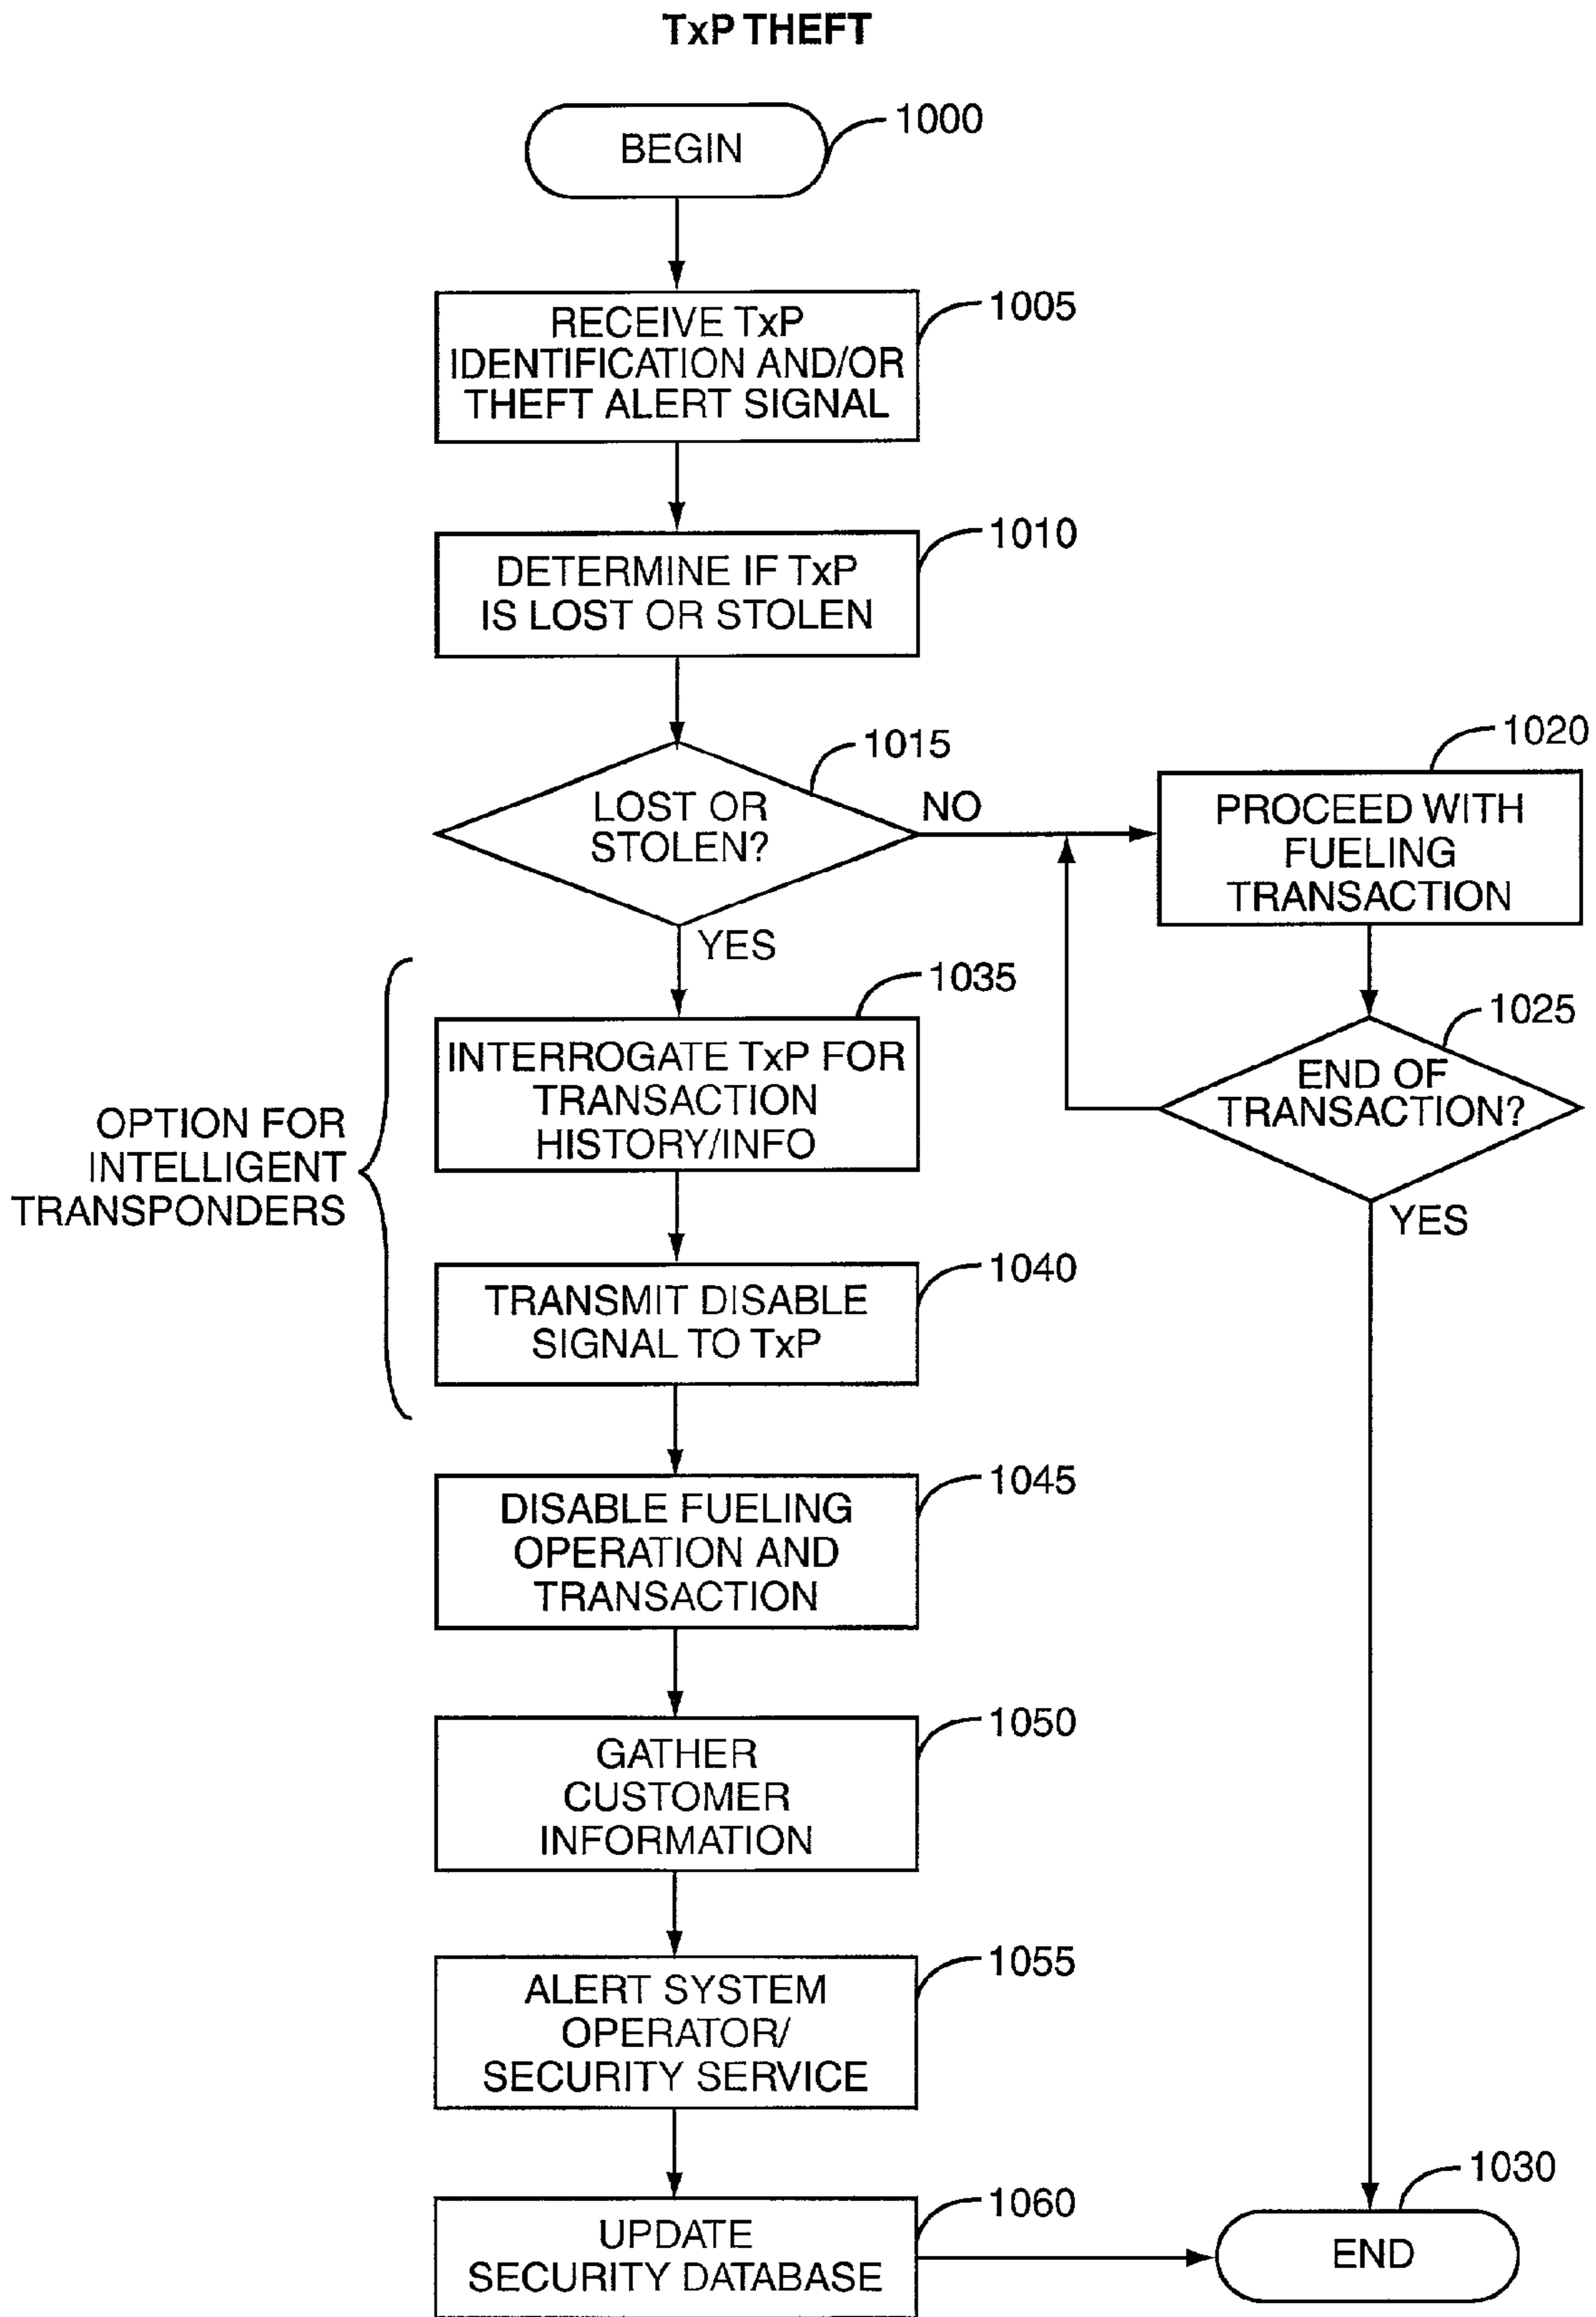 TxP THEFT
BEGIN
1000
RECEIVE TxP
IDENTIFICATION AND/OR
THEFT ALERT SIGNAL
1005
DETERMINE IF TxP
IS LOST OR STOLEN
1010
LOST OR
STOLEN?
1015
NO
YES
PROCEED WITH
FUELING
TRANSACTION
1020
END OF
TRANSACTION?
1025
YES
OPTION FOR
INTELLIGENT
TRANSPONDERS
INTERROGATE TxP FOR
TRANSACTION
HISTORY/INFO
1035
TRANSMIT DISABLE
SIGNAL TO TxP
1040
DISABLE FUELING
OPERATION AND
TRANSACTION
1045
GATHER
CUSTOMER
INFORMATION
1050
ALERT SYSTEM
OPERATOR/
SECURITY SERVICE
1055
UPDATE
SECURITY DATABASE
1060
END
1030